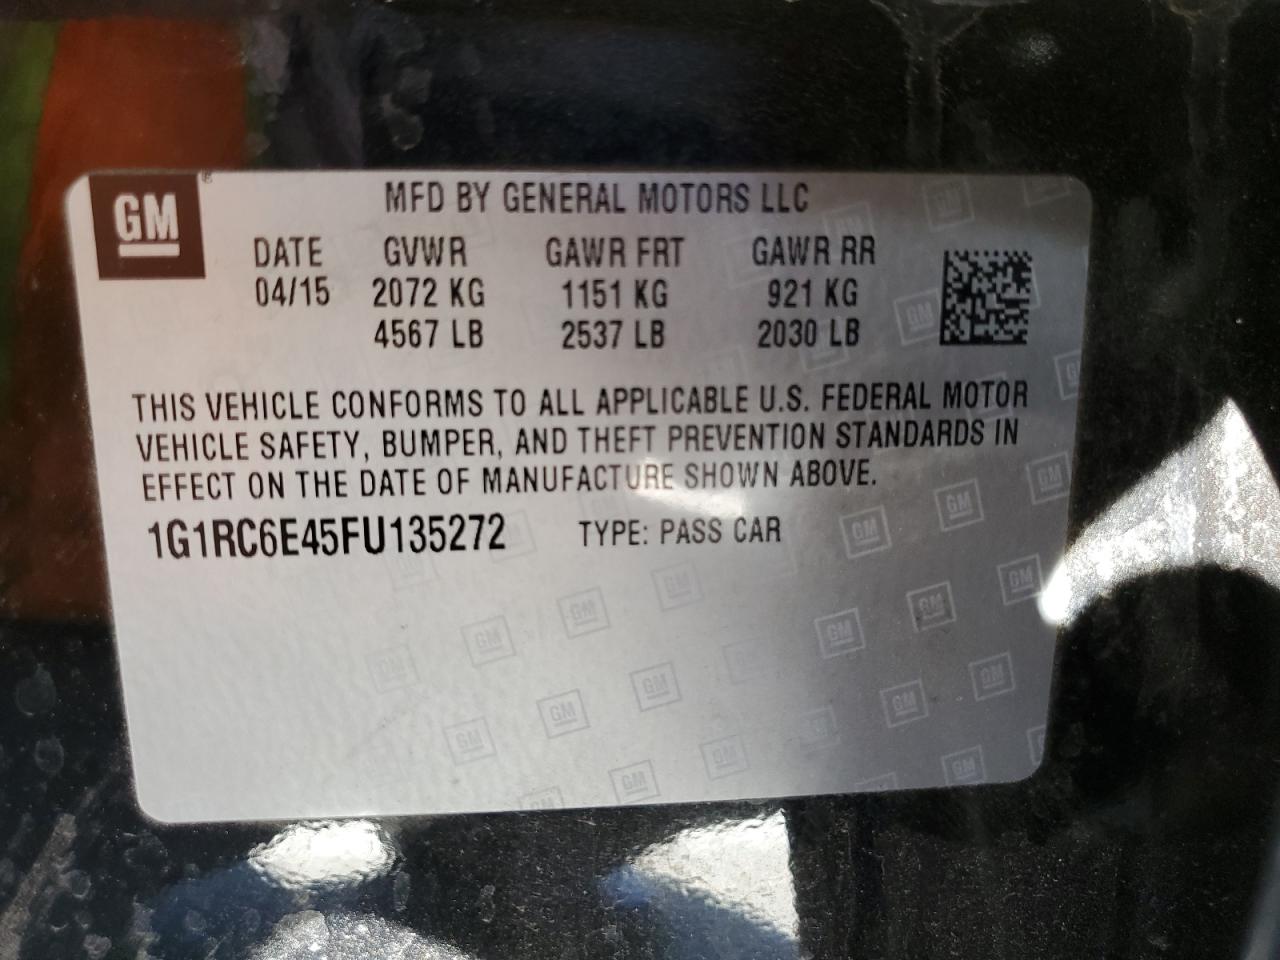 GM ® MFD BY GENERAL MOTORS LLC
DATE GVWR GAWR FRT GAWR RR
04/15 2072 KG 1151 KG 921 KG
4567 LB 2537 LB 2030 LB
THIS VEHICLE CONFORMS TO ALL APPLICABLE U.S. FEDERAL MOTOR
VEHICLE SAFETY, BUMPER, AND THEFT PREVENTION STANDARDS IN
EFFECT ON THE DATE OF MANUFACTURE SHOWN ABOVE.
1G1RC6E45FU135272 TYPE: PASS CAR